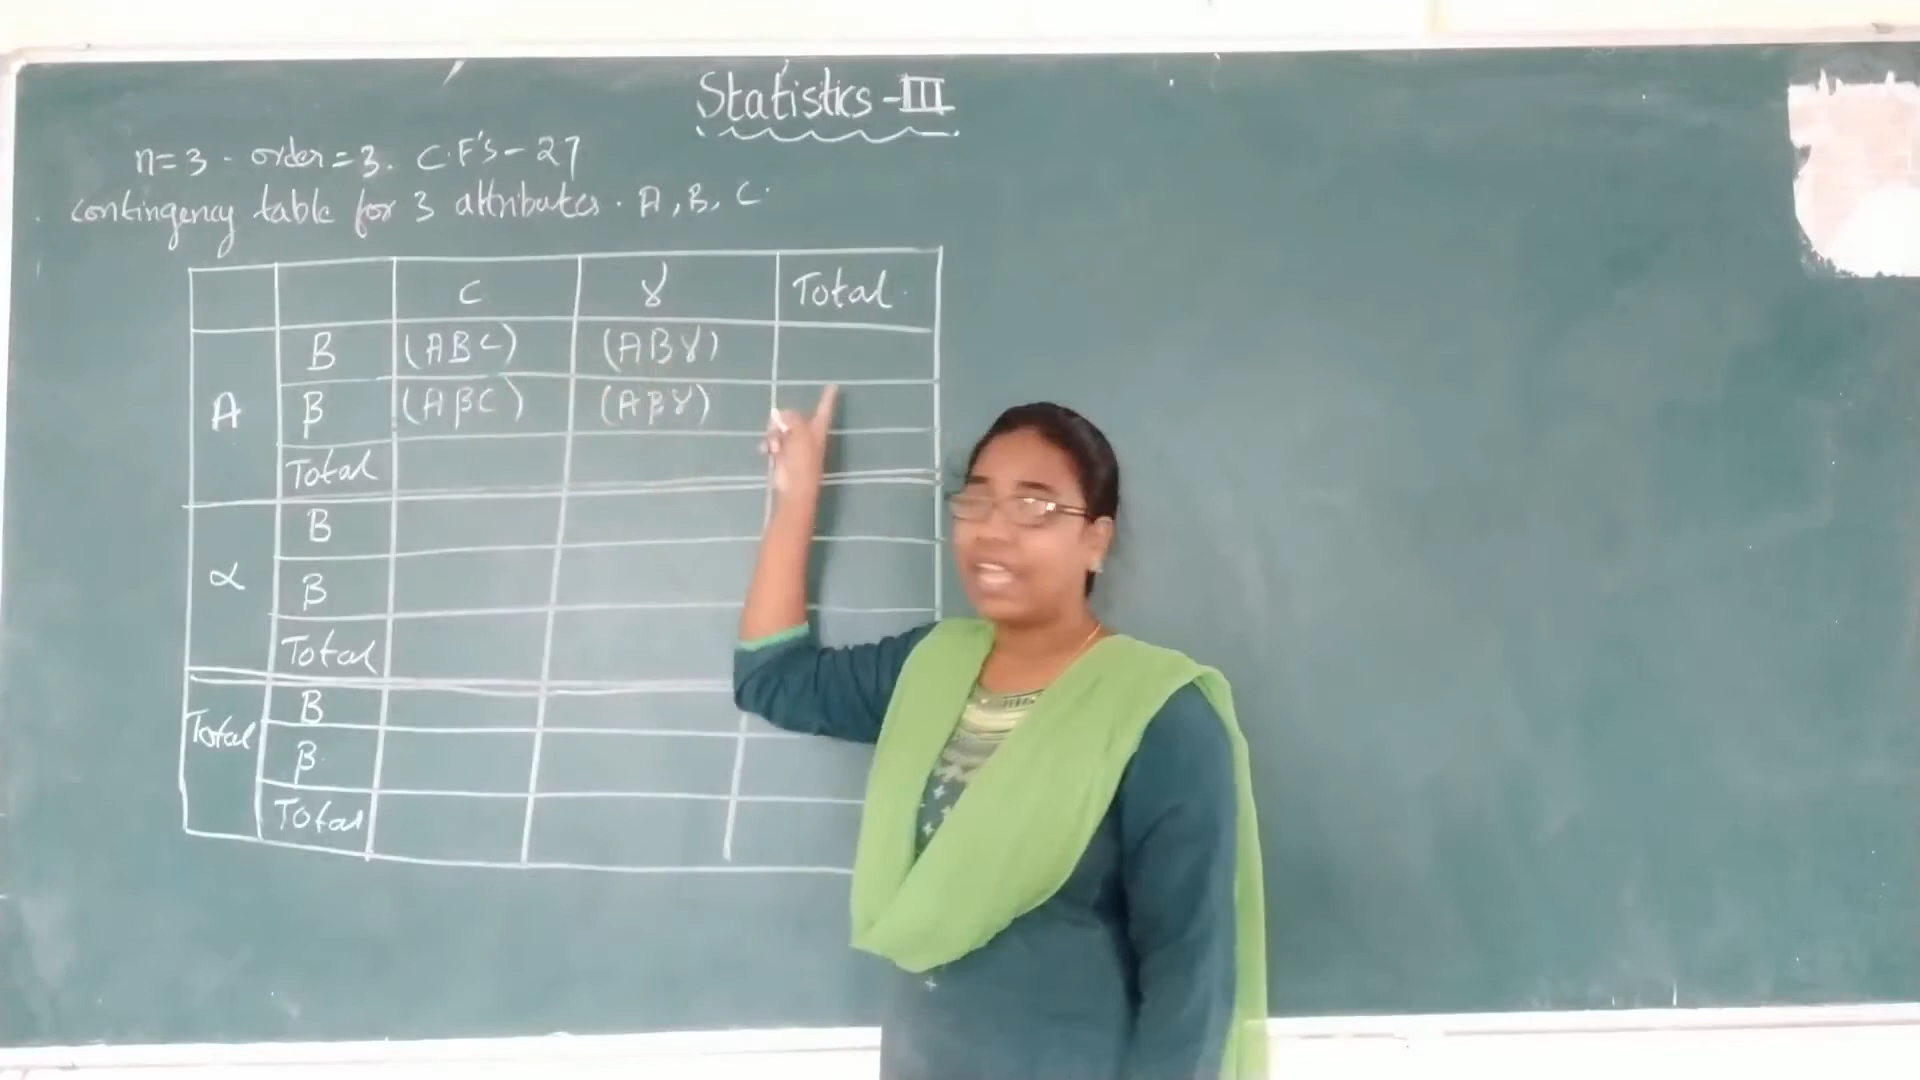 Statistics-III
n=3 - order=3. C.F's-27
contingency table for 3 attributes. A, B, C.
C γ Total
A B (ABC) (ABγ)
β (AβC) (Aβγ)
Total
α B
β
Total
Total B
β
Total